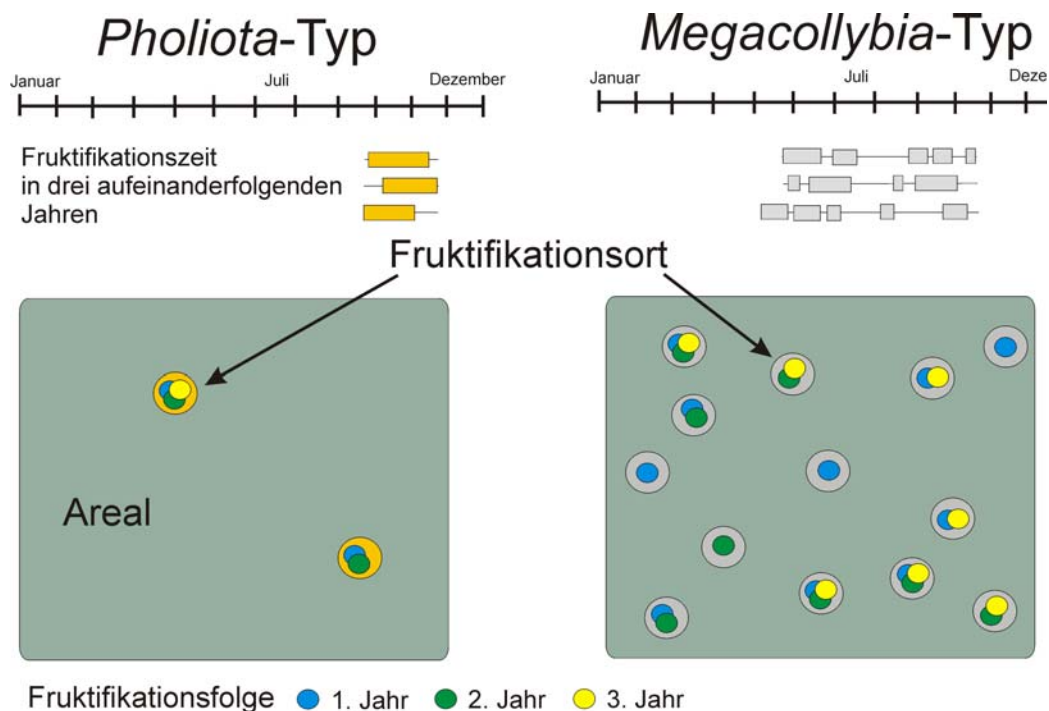 Pholiota-Typ
Januar Juli Dezember
Megacollybia-Typ
Januar Juli Deze
Fruktifikationszeit
in drei aufeinanderfolgenden
Jahren
Fruktifikationsort
Areal
Fruktifikationsfolge 1. Jahr 2. Jahr 3. Jahr